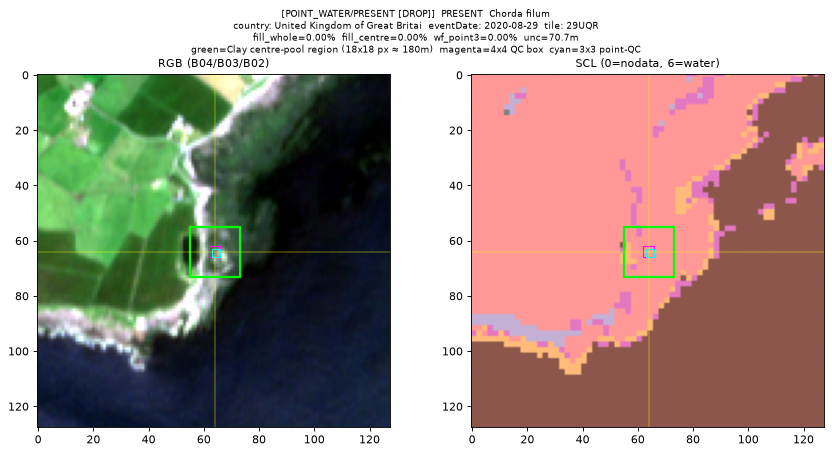 [POINT_WATER/PRESENT [DROP]]  PRESENT  Chorda filum
country: United Kingdom of Great Britai  eventDate: 2020-08-29  tile: 29UQR
fill_whole=0.00%  fill_centre=0.00%  wf_point3=0.00%  unc=70.7m
green=Clay centre-pool region (18x18 px ≈ 180m)  magenta=4x4 QC box  cyan=3x3 point-QC
RGB (B04/B03/B02)
0
20
40
60
80
100
120
0 20 40 60 80 100 120
SCL (0=nodata, 6=water)
0
20
40
60
80
100
120
0 20 40 60 80 100 120